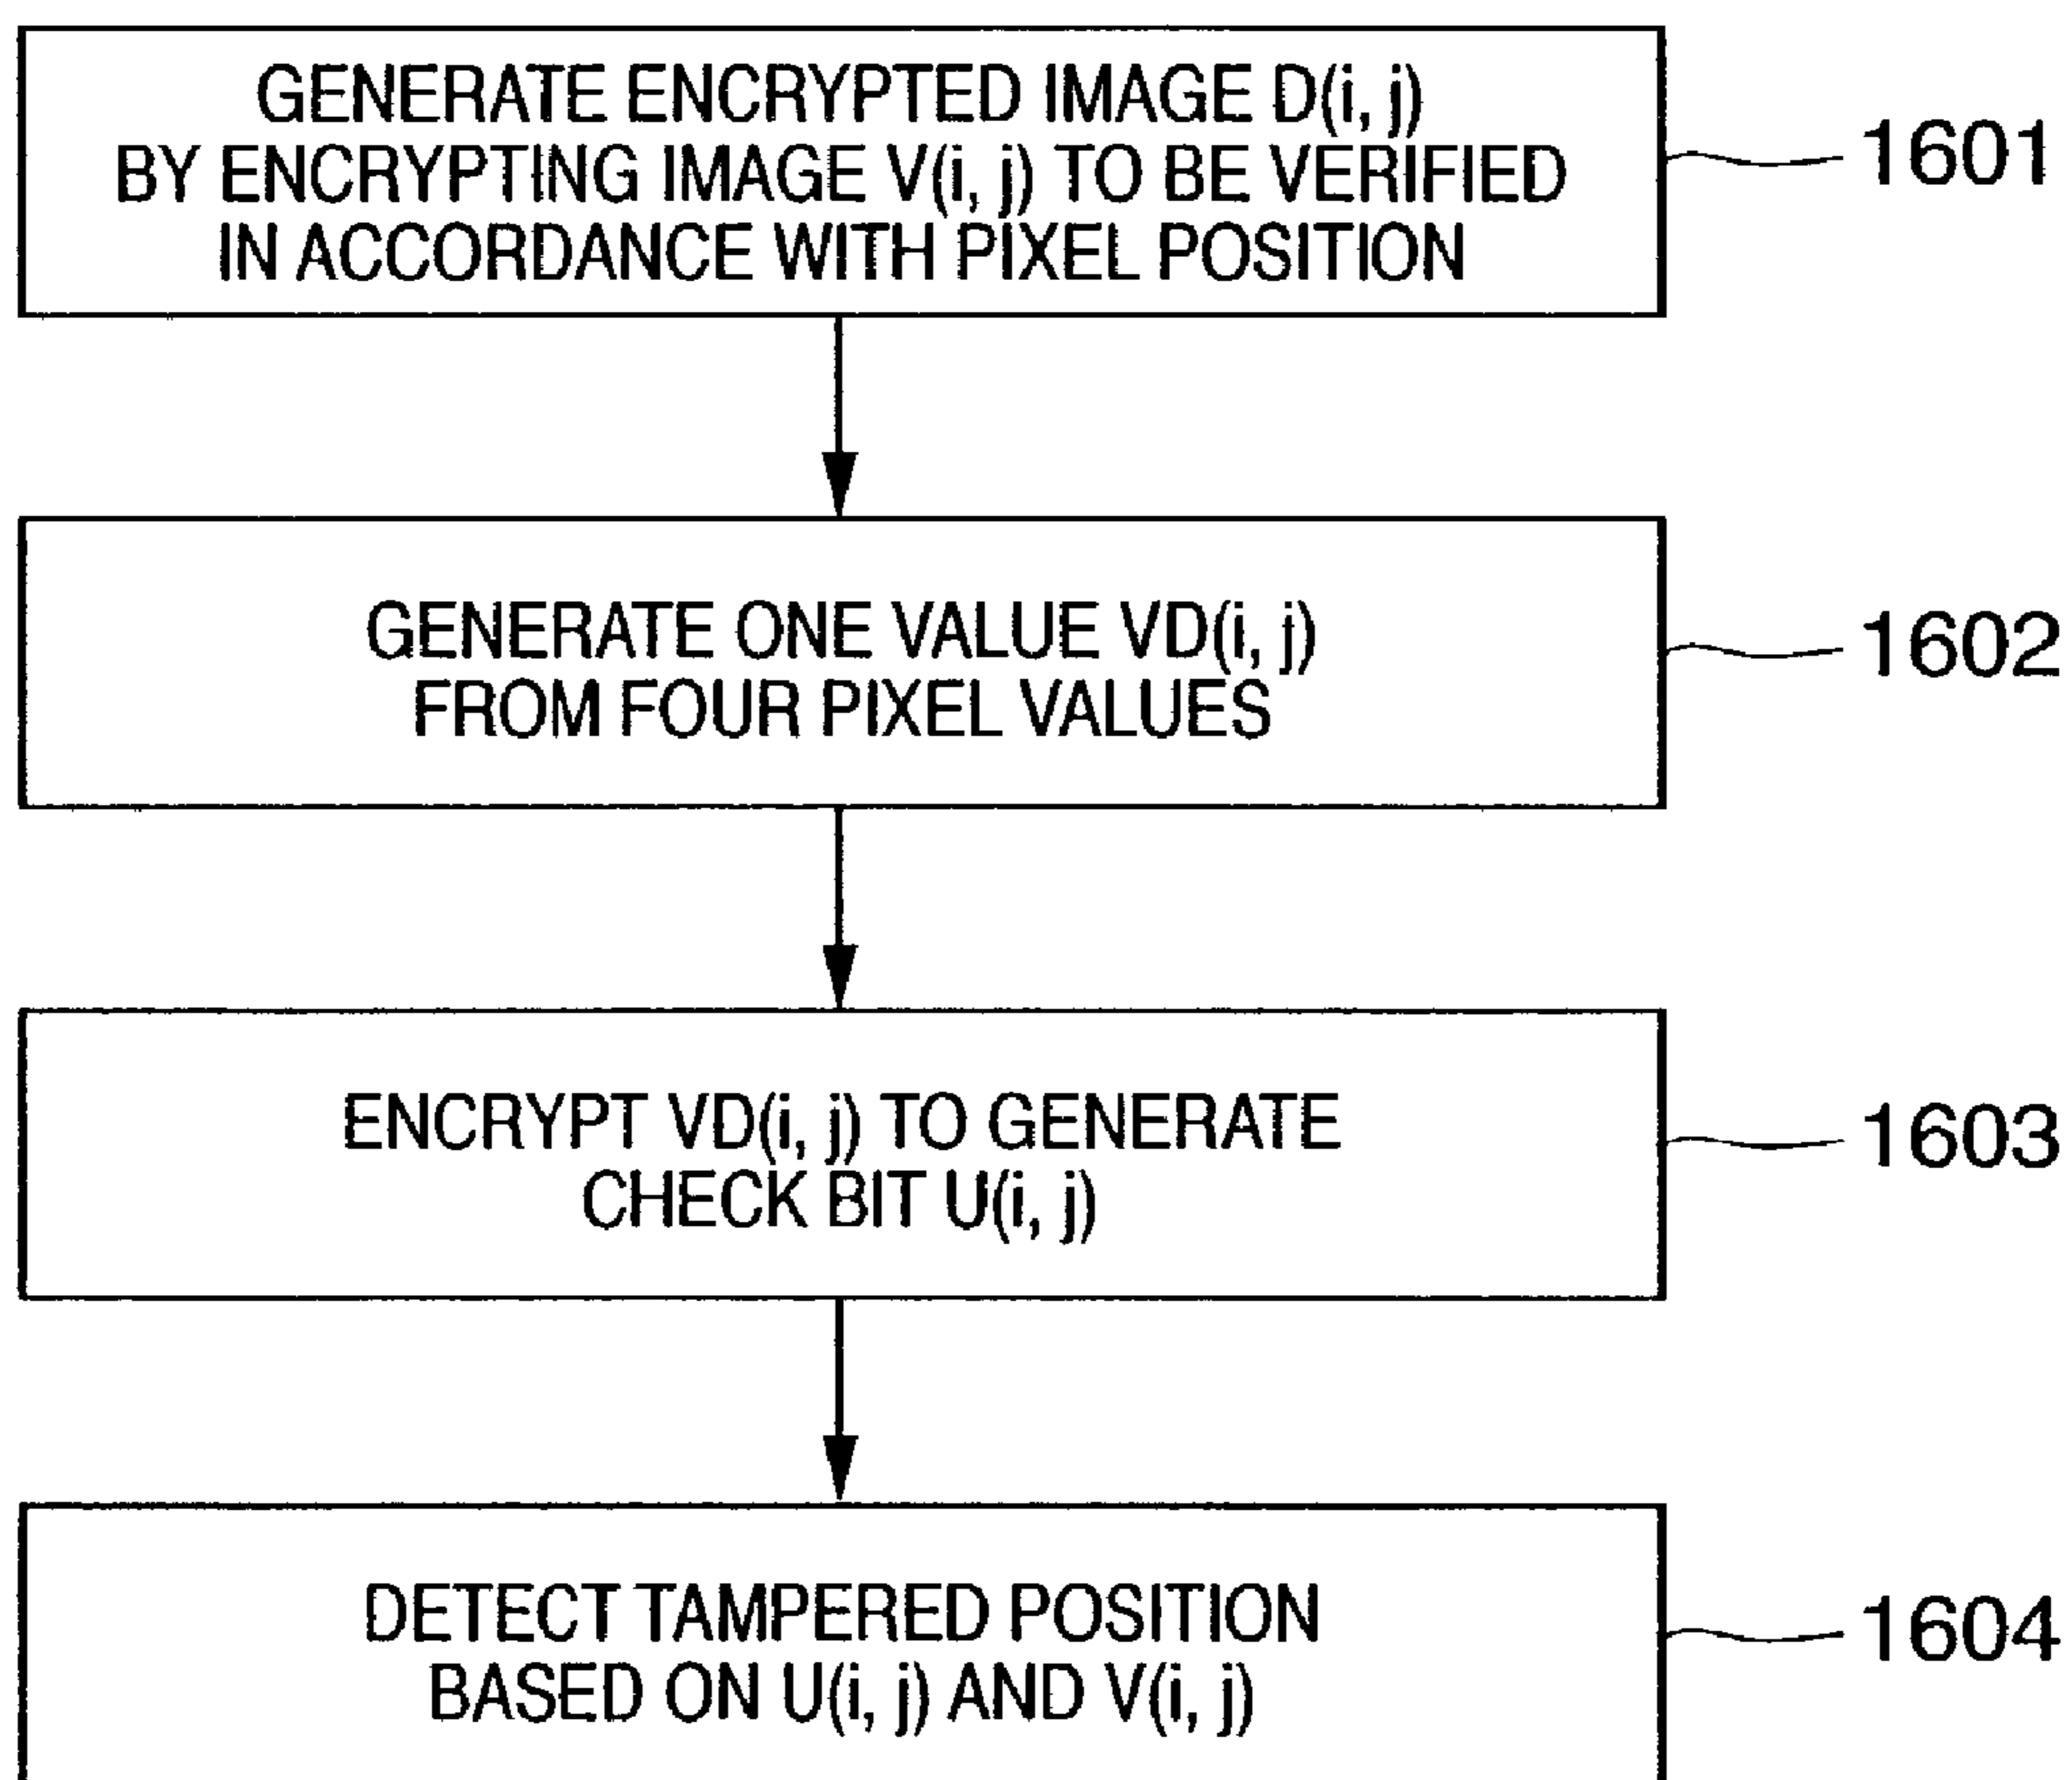 GENERATE ENCRYPTED IMAGE D(i, j)
BY ENCRYPTING IMAGE V(i, j) TO BE VERIFIED
IN ACCORDANCE WITH PIXEL POSITION
1601
GENERATE ONE VALUE VD(i, j)
FROM FOUR PIXEL VALUES
1602
ENCRYPT VD(i, j) TO GENERATE
CHECK BIT U(i, j)
1603
DETECT TAMPERED POSITION
BASED ON U(i, j) AND V(i, j)
1604